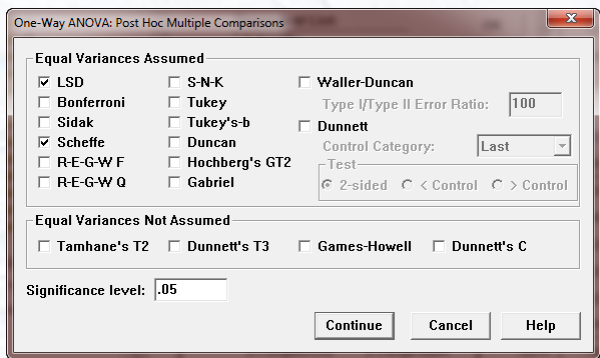 One-Way ANOVA: Post Hoc Multiple Comparisons
Equal Variances Assumed
LSD S-N-K Waller-Duncan
Bonferroni Tukey Type I/Type II Error Ratio: 100
Sidak Tukey's-b Dunnett
Scheffe Duncan Control Category: Last
R-E-G-W F Hochberg's GT2 Test
R-E-G-W Q Gabriel 2-sided < Control > Control
Equal Variances Not Assumed
Tamhane's T2 Dunnett's T3 Games-Howell Dunnett's C
Significance level: .05
Continue Cancel Help